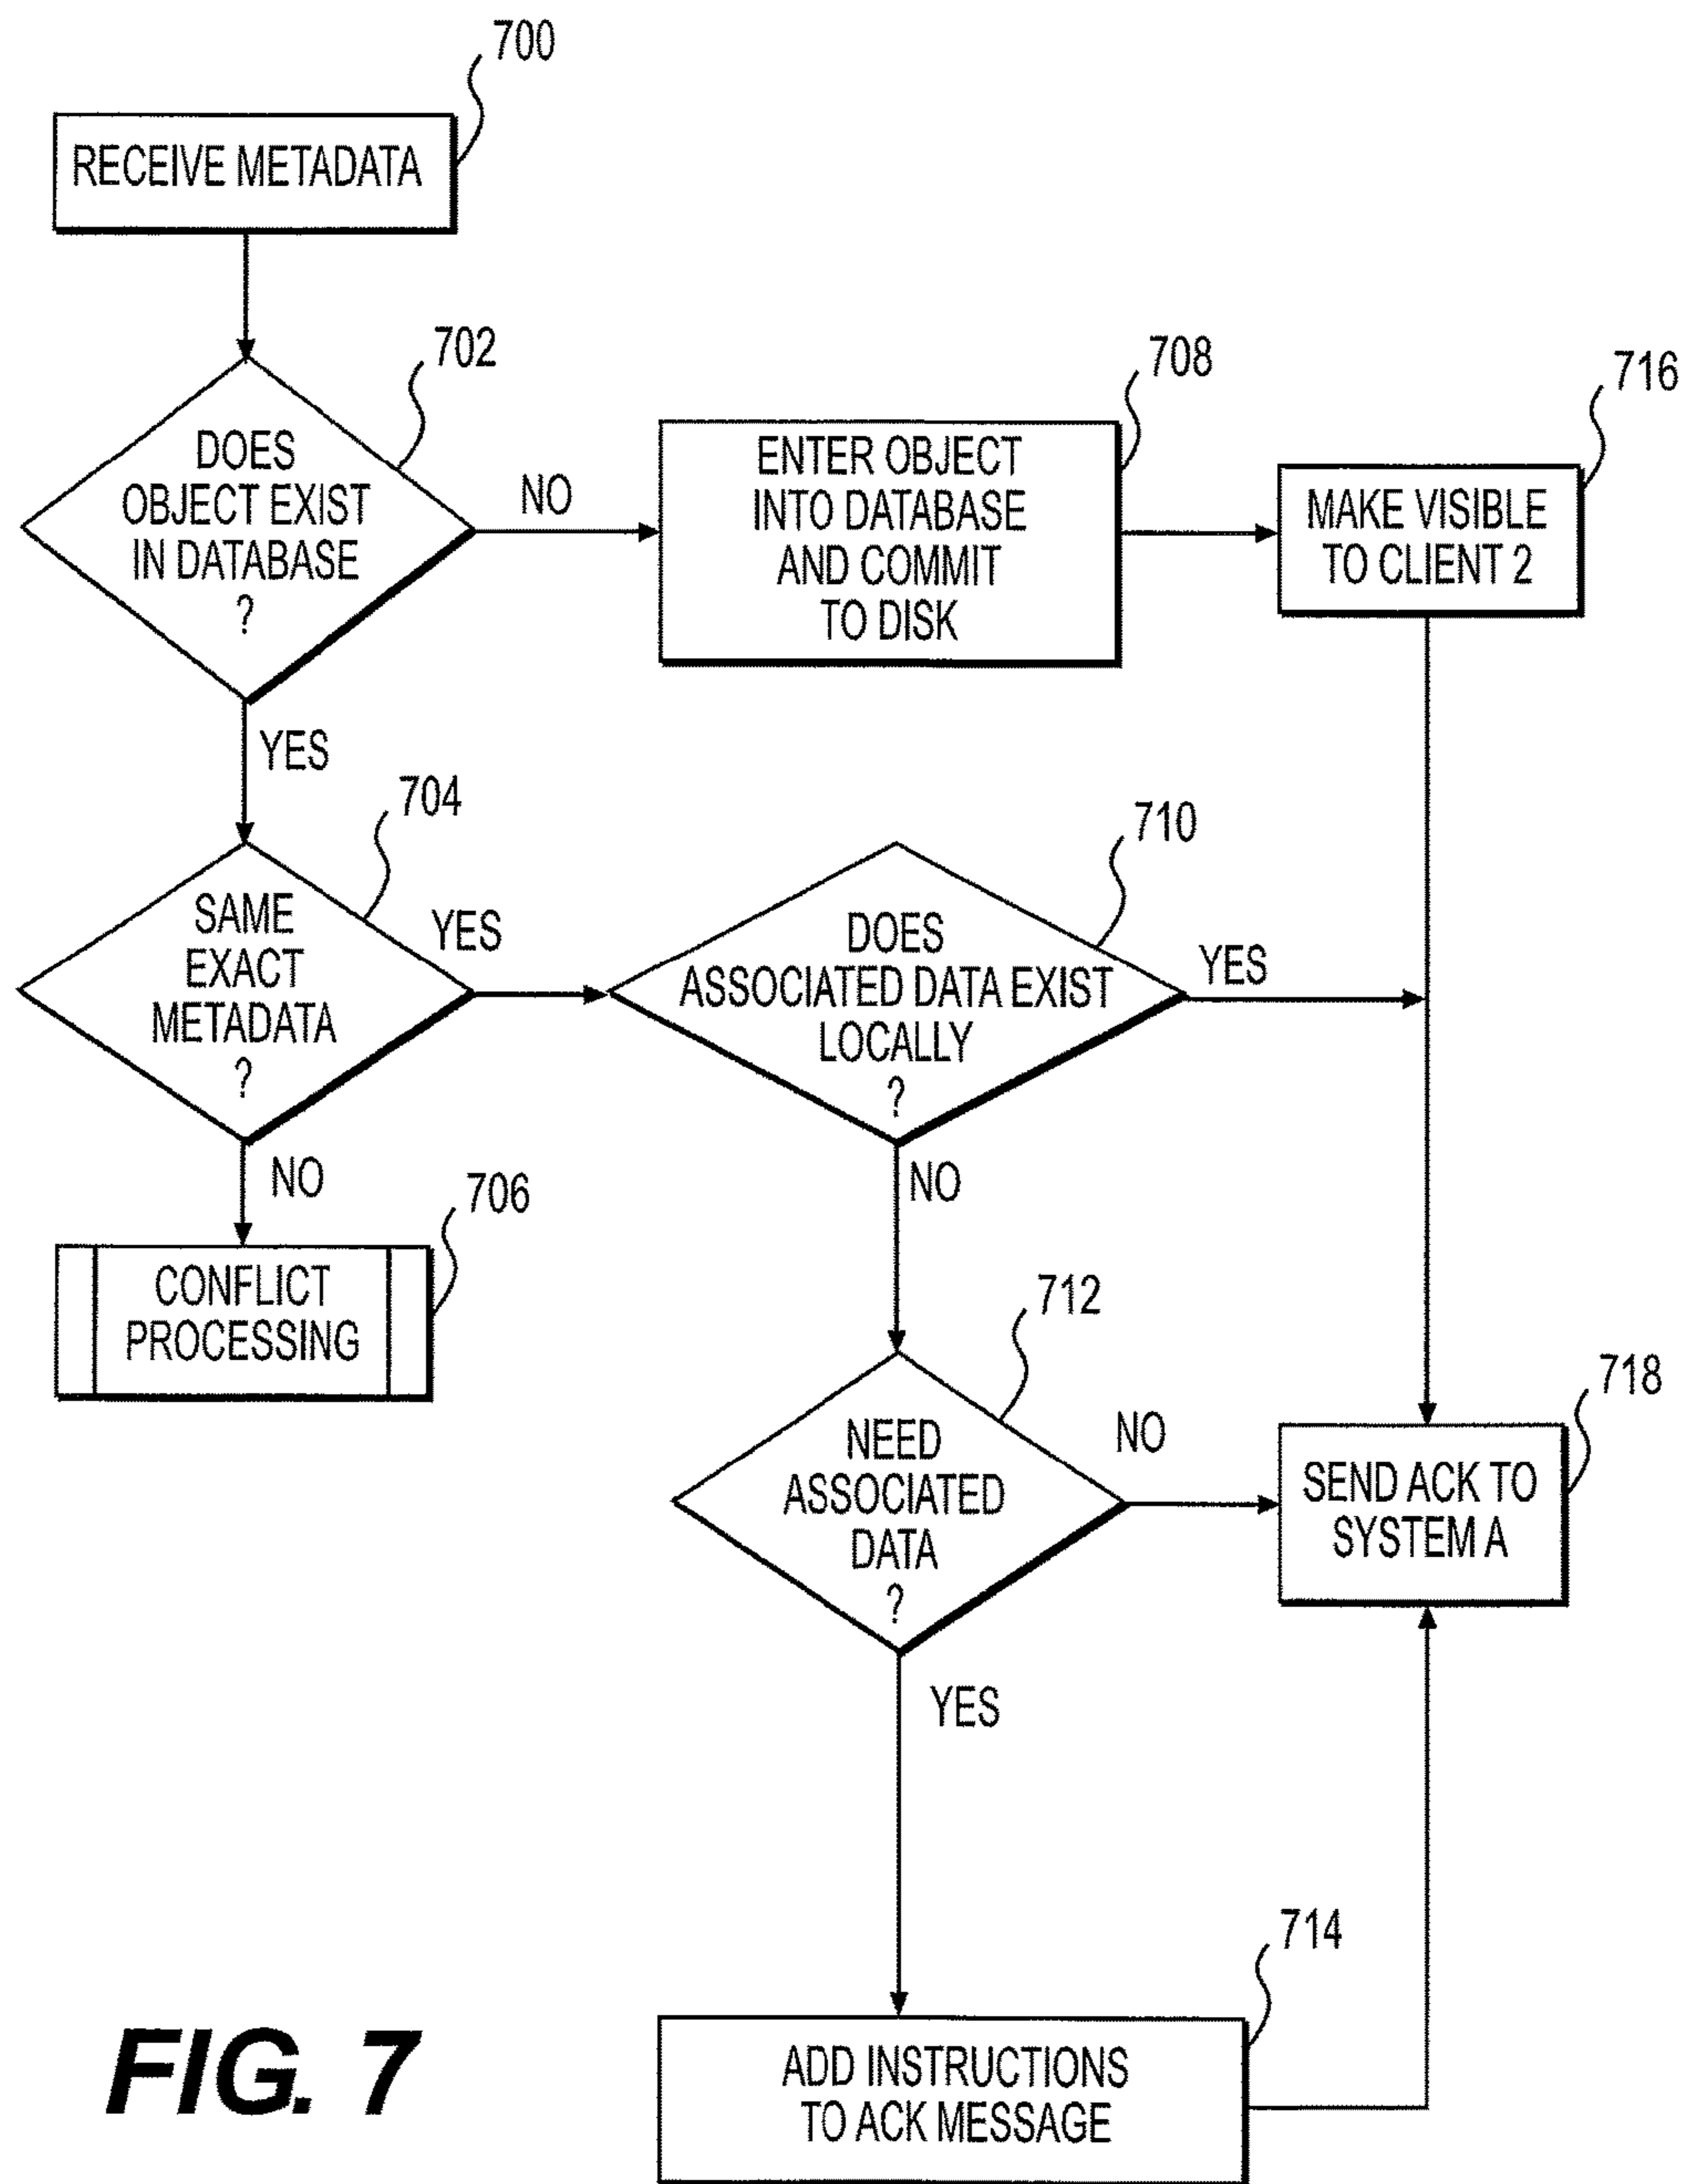 700
RECEIVE METADATA
702
DOES
OBJECT EXIST
IN DATABASE
?
NO
708
ENTER OBJECT
INTO DATABASE
AND COMMIT
TO DISK
716
MAKE VISIBLE
TO CLIENT 2
YES
704
SAME
EXACT
METADATA
?
YES
710
DOES
ASSOCIATED DATA EXIST
LOCALLY
?
YES
NO
706
CONFLICT
PROCESSING
NO
712
NEED
ASSOCIATED
DATA
?
NO
718
SEND ACK TO
SYSTEM A
YES
714
ADD INSTRUCTIONS
TO ACK MESSAGE
FIG. 7